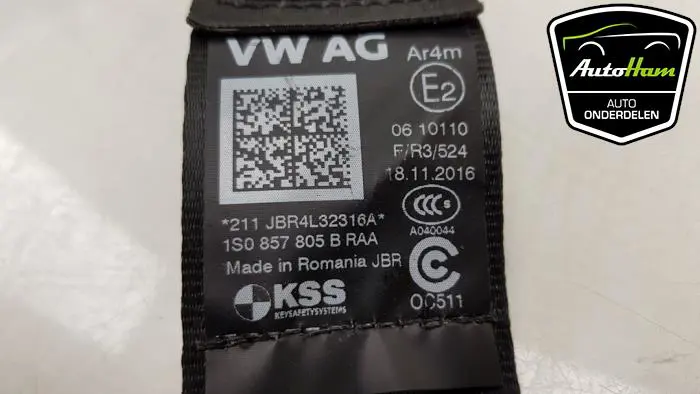 VW AG
Ar4m
E2
06 10110
F/R3/524
18.11.2016
CCC S
A040044
*211 JBR4L32316A*
1S0 857 805 B RAA
Made in Romania JBR
C
OC511
KSS
KEYSAFETYSYSTEMS
AutoHam
AUTO
ONDERDELEN